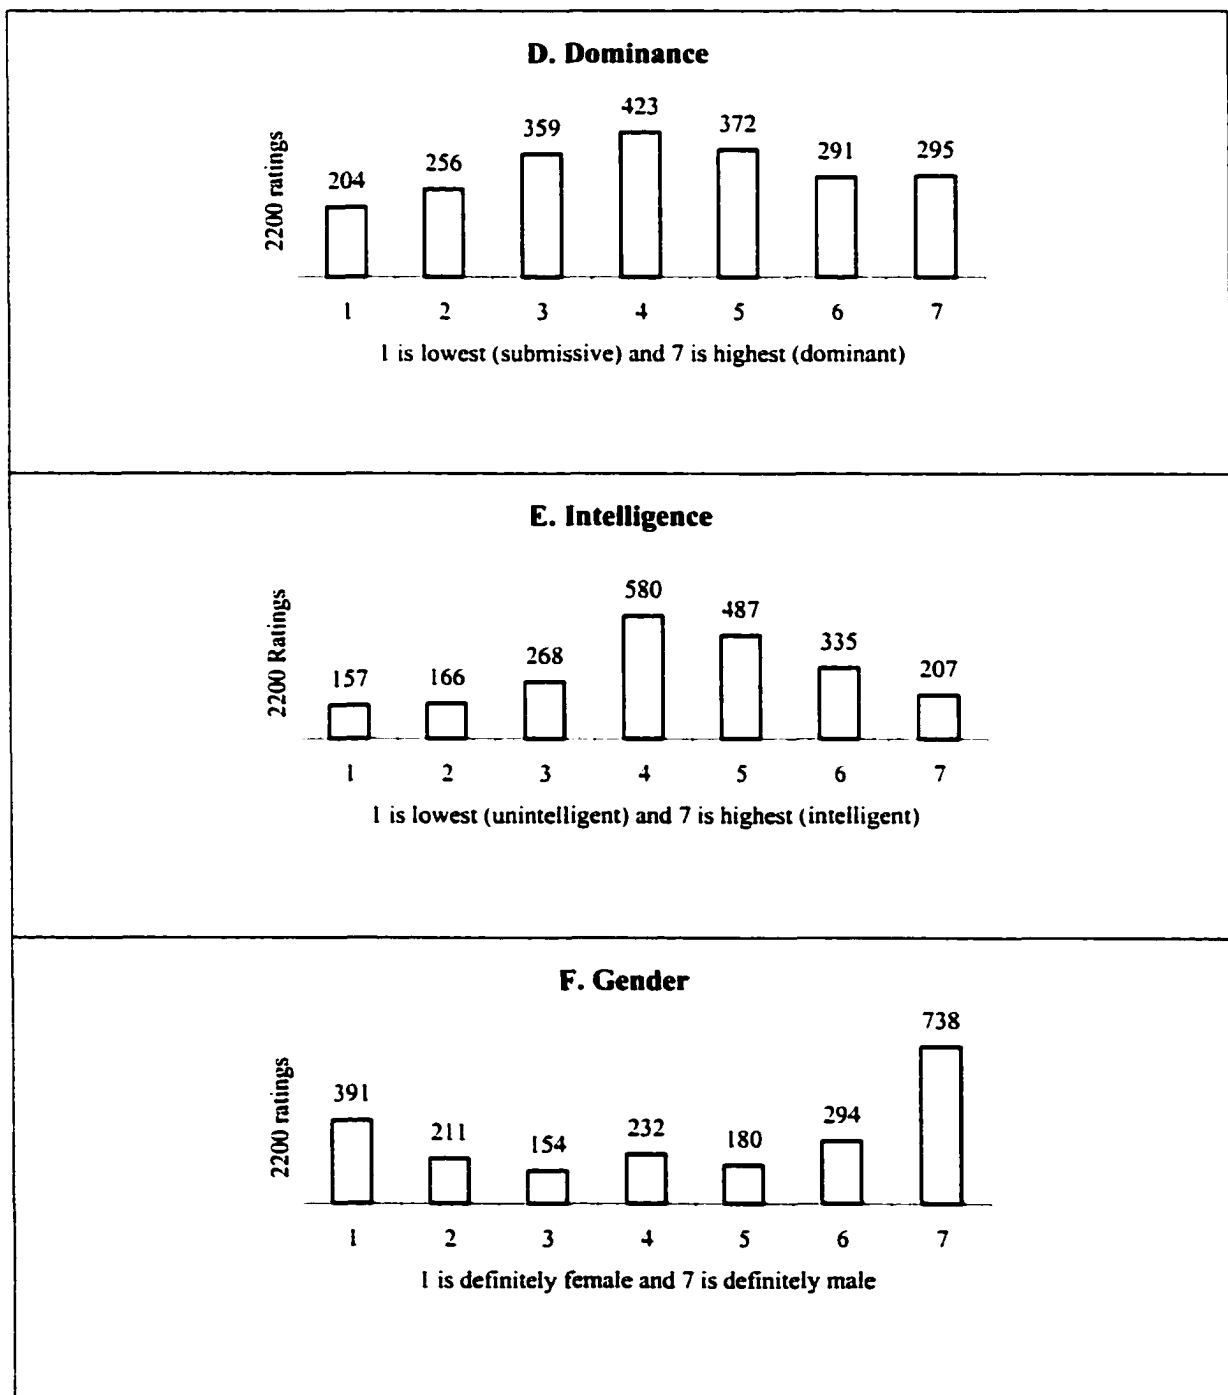 D. Dominance
2200 ratings
204 256 359 423 372 291 295
1 2 3 4 5 6 7
1 is lowest (submissive) and 7 is highest (dominant)
E. Intelligence
2200 Ratings
157 166 268 580 487 335 207
1 2 3 4 5 6 7
1 is lowest (unintelligent) and 7 is highest (intelligent)
F. Gender
2200 ratings
391 211 154 232 180 294 738
1 2 3 4 5 6 7
1 is definitely female and 7 is definitely male